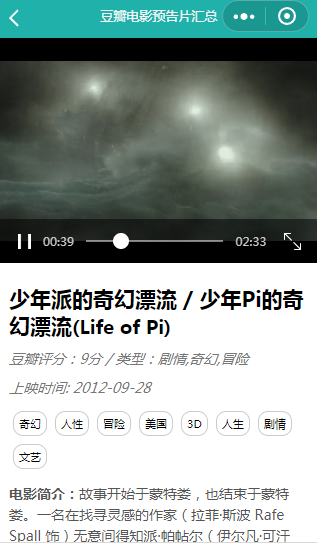 豆瓣电影预告片汇总
00:39
02:33
少年派的奇幻漂流 / 少年Pi的奇
幻漂流(Life of Pi)
豆瓣评分：9分 / 类型：剧情,奇幻,冒险
上映时间: 2012-09-28
奇幻 人性 冒险 美国 3D 人生 剧情
文艺
电影简介：故事开始于蒙特娄，也结束于蒙特
娄。一名在找寻灵感的作家（拉菲·斯波 Rafe
Spall 饰）无意间得知派·帕帖尔（伊尔凡·可汗